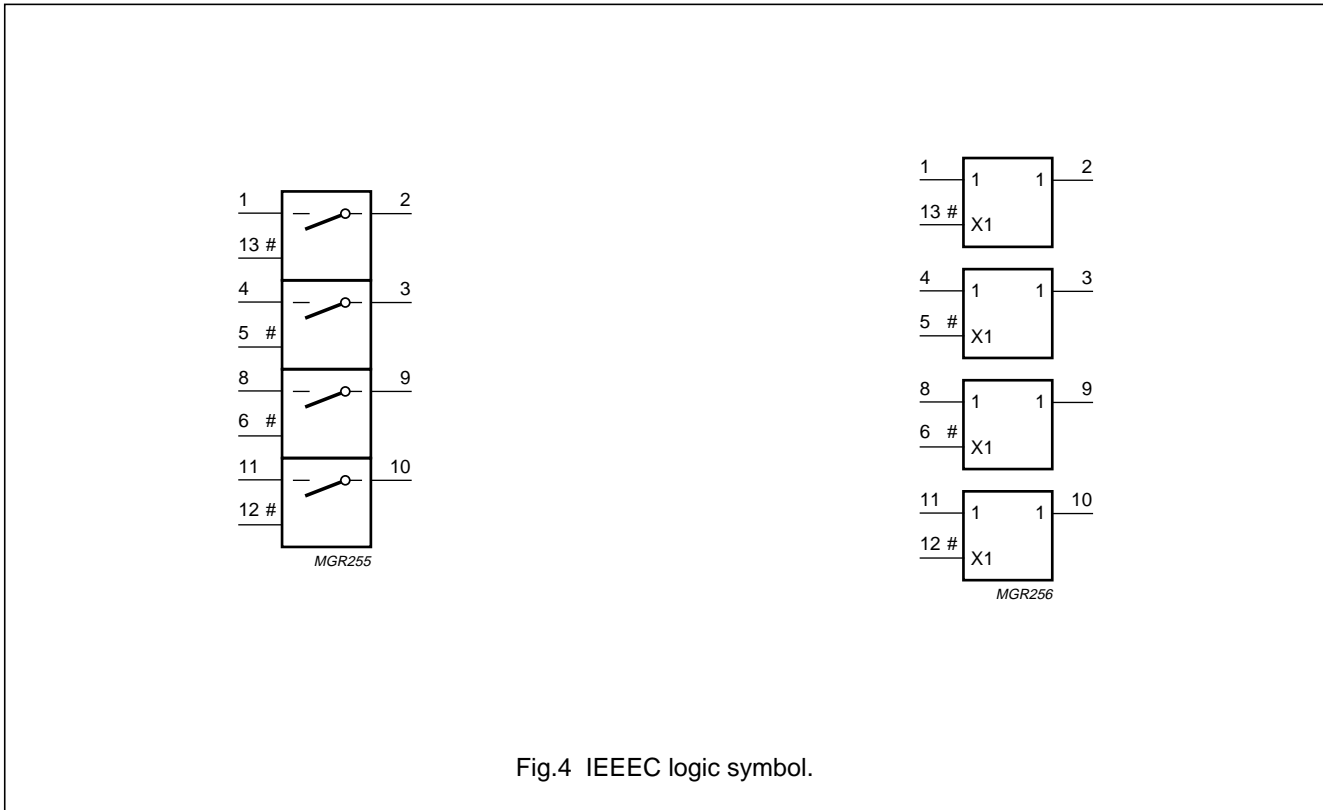 1 2
13 #
4 3
5 #
8 9
6 #
11 10
12 #
MGR255
1 1 1 2
13 # X1
4 1 1 3
5 # X1
8 1 1 9
6 # X1
11 1 1 10
12 # X1
MGR256
Fig.4 IEEEC logic symbol.